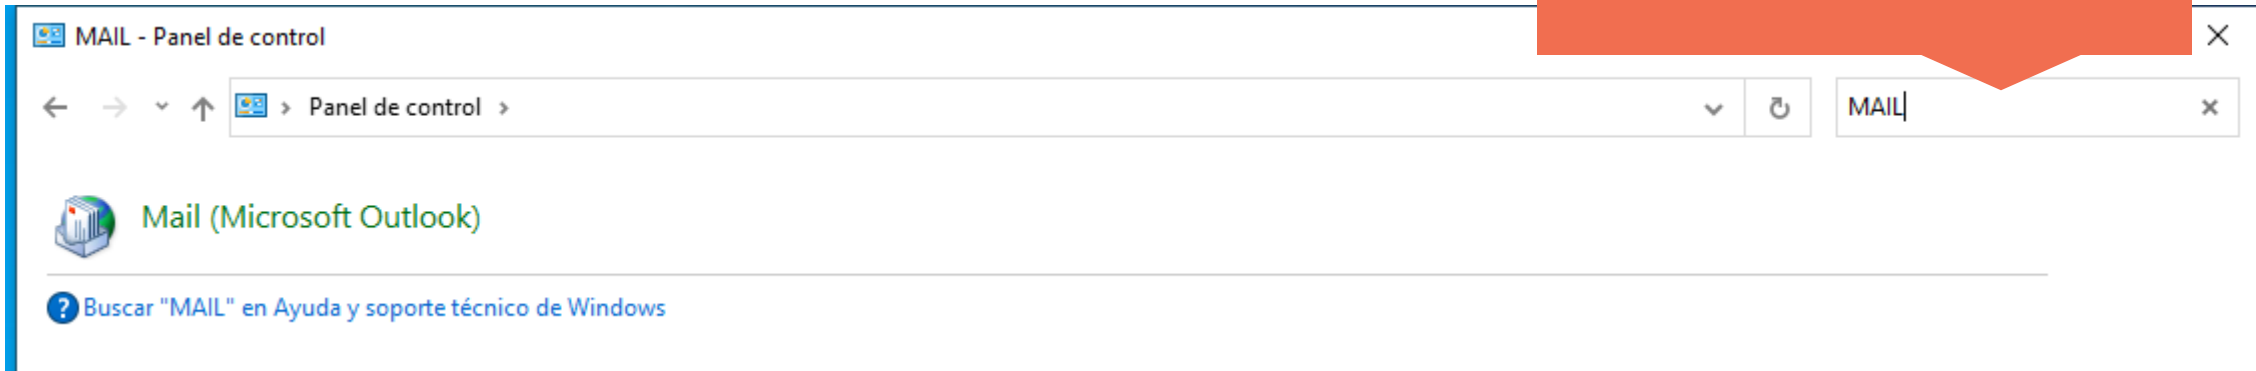 MAIL - Panel de control
Panel de control
MAIL
Mail (Microsoft Outlook)
Buscar "MAIL" en Ayuda y soporte técnico de Windows